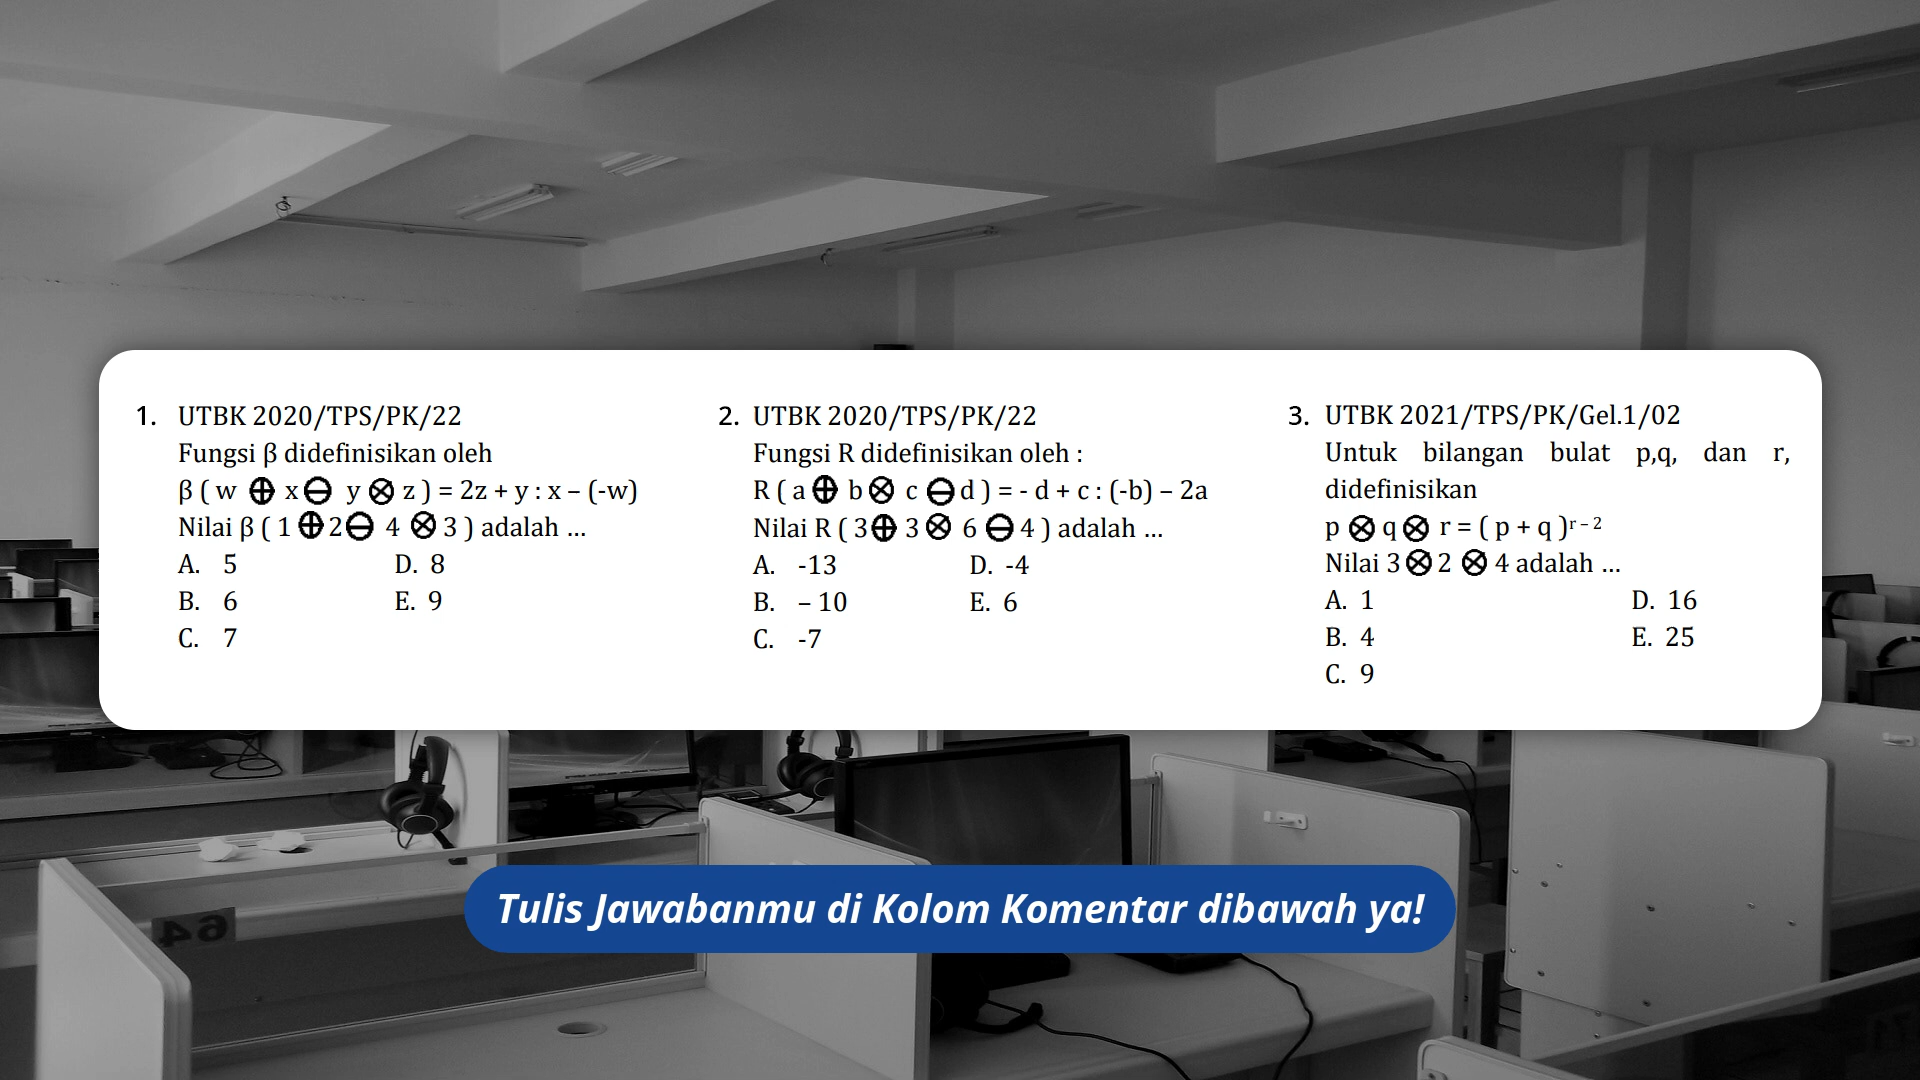 1. UTBK 2020/TPS/PK/22
Fungsi β didefinisikan oleh
β ( w ⊕ x ⊖ y ⊗ z ) = 2z + y : x – (-w)
Nilai β ( 1 ⊕ 2 ⊖ 4 ⊗ 3 ) adalah ...
A. 5 D. 8
B. 6 E. 9
C. 7
2. UTBK 2020/TPS/PK/22
Fungsi R didefinisikan oleh :
R ( a ⊕ b ⊗ c ⊖ d ) = - d + c : (-b) – 2a
Nilai R ( 3 ⊕ 3 ⊗ 6 ⊖ 4 ) adalah ...
A. -13 D. -4
B. – 10 E. 6
C. -7
3. UTBK 2021/TPS/PK/Gel.1/02
Untuk bilangan bulat p,q, dan r,
didefinisikan
p ⊗ q ⊗ r = ( p + q )^{r – 2}
Nilai 3 ⊗ 2 ⊗ 4 adalah ...
A. 1 D. 16
B. 4 E. 25
C. 9
64
Tulis Jawabanmu di Kolom Komentar dibawah ya!